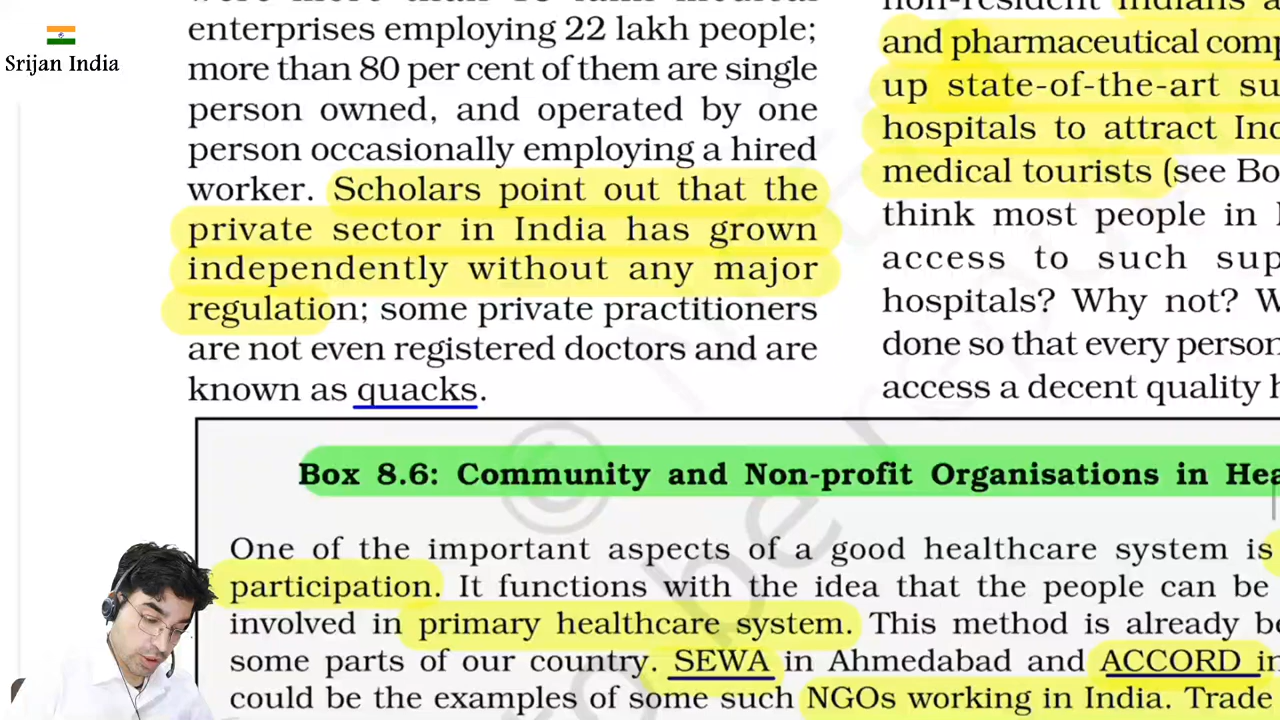 Srijan India
enterprises employing 22 lakh people;
more than 80 per cent of them are single
person owned, and operated by one
person occasionally employing a hired
worker. Scholars point out that the
private sector in India has grown
independently without any major
regulation; some private practitioners
are not even registered doctors and are
known as quacks.
and pharmaceutical comp
up state-of-the-art su
hospitals to attract Ind
medical tourists (see Bo
think most people in
access to such sup
hospitals? Why not? W
done so that every person
access a decent quality h
Box 8.6: Community and Non-profit Organisations in Hea
One of the important aspects of a good healthcare system is
participation. It functions with the idea that the people can be
involved in primary healthcare system. This method is already be
some parts of our country. SEWA in Ahmedabad and ACCORD in
could be the examples of some such NGOs working in India. Trade